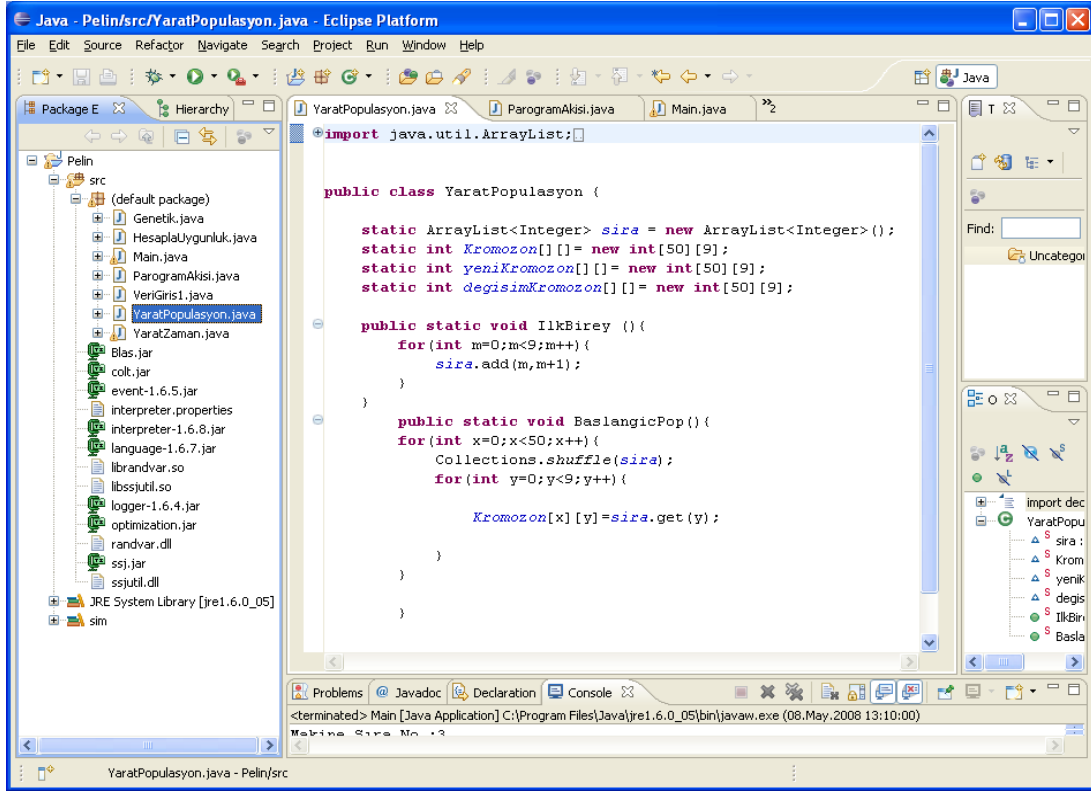 Java - Pelin/src/YaratPopulasyon.java - Eclipse Platform
File Edit Source Refactor Navigate Search Project Run Window Help
Java
Package E Hierarchy
Pelin
src
(default package)
Genetik.java
HesaplaUygunluk.java
Main.java
ParogramAkisi.java
VeriGiris1.java
YaratPopulasyon.java
YaratZaman.java
Blas.jar
colt.jar
event-1.6.5.jar
interpreter.properties
interpreter-1.6.8.jar
language-1.6.7.jar
librandvar.so
libssjutil.so
logger-1.6.4.jar
optimization.jar
randvar.dll
ssj.jar
ssjutil.dll
JRE System Library [jre1.6.0_05]
sim
YaratPopulasyon.java ParogramAkisi.java Main.java »2
import java.util.ArrayList;
public class YaratPopulasyon {
static ArrayList<Integer> sira = new ArrayList<Integer>();
static int Kromozon[][]= new int[50][9];
static int yeniKromozon[][]= new int[50][9];
static int degisimKromozon[][]= new int[50][9];
public static void IlkBirey (){
for(int m=0;m<9;m++){
sira.add(m,m+1);
}
}
public static void BaslangicPop(){
for(int x=0;x<50;x++){
Collections.shuffle(sira);
for(int y=0;y<9;y++){
Kromozon[x][y]=sira.get(y);
}
}
}
T
Find:
Uncategor
O
import dec
YaratPopu
S sira :
S Krom
S yeniK
S degis
S IlkBir
S Basla
Problems @ Javadoc Declaration Console
<terminated> Main [Java Application] C:\Program Files\Java\jre1.6.0_05\bin\javaw.exe (08.May.2008 13:10:00)
Makine Sira No :3
YaratPopulasyon.java - Pelin/src